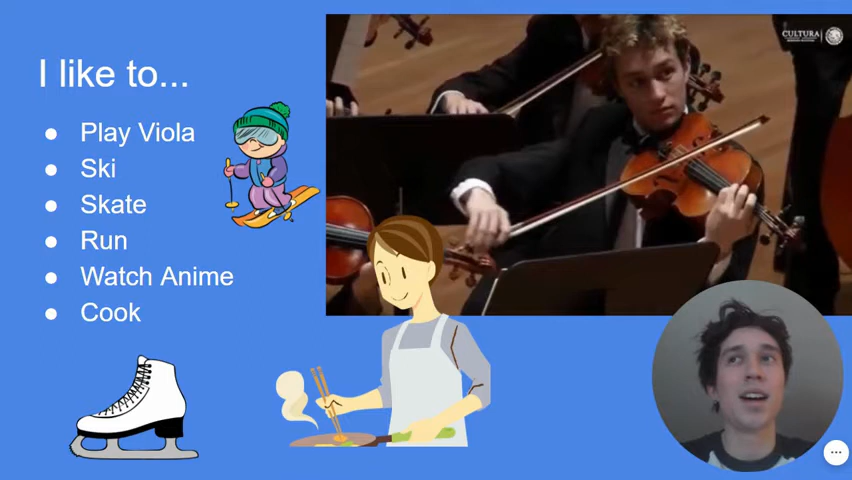 I like to...
Play Viola
Ski
Skate
Run
Watch Anime
Cook
CULTURA